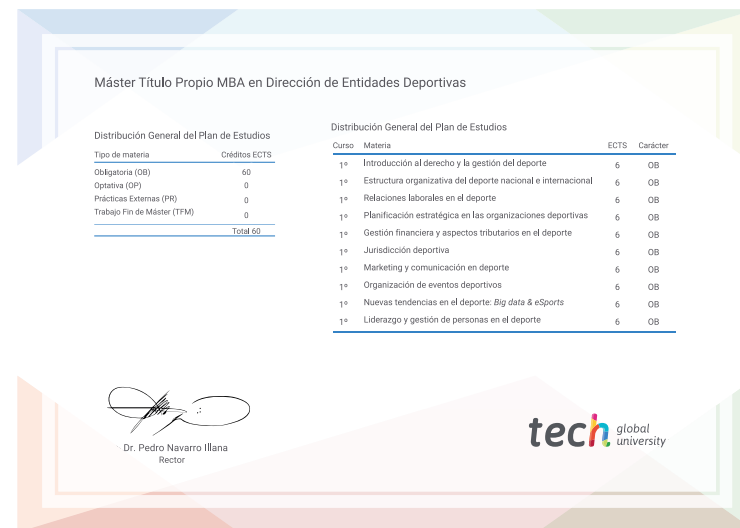 Máster Título Propio MBA en Dirección de Entidades Deportivas
Distribución General del Plan de Estudios
Tipo de materia Créditos ECTS
Obligatoria (OB) 60
Optativa (OP) 0
Prácticas Externas (PR) 0
Trabajo Fin de Máster (TFM) 0
Total 60
Distribución General del Plan de Estudios
Curso Materia ECTS Carácter
1º Introducción al derecho y la gestión del deporte 6 OB
1º Estructura organizativa del deporte nacional e internacional 6 OB
1º Relaciones laborales en el deporte 6 OB
1º Planificación estratégica en las organizaciones deportivas 6 OB
1º Gestión financiera y aspectos tributarios en el deporte 6 OB
1º Jurisdicción deportiva 6 OB
1º Marketing y comunicación en deporte 6 OB
1º Organización de eventos deportivos 6 OB
1º Nuevas tendencias en el deporte: Big data & eSports 6 OB
1º Liderazgo y gestión de personas en el deporte 6 OB
Dr. Pedro Navarro Illana
Rector
tech global
university